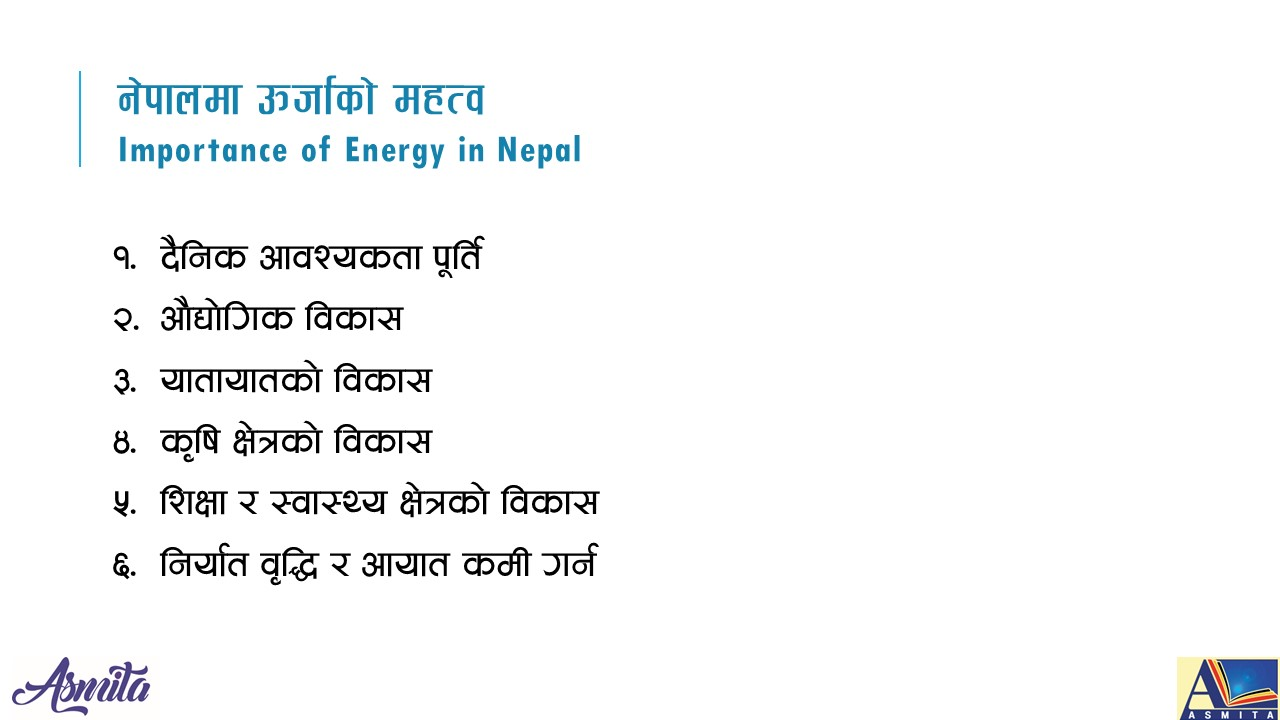 नेपालमा ऊर्जाको महत्व
Importance of Energy in Nepal
१. दैनिक आवश्यकता पूर्ति
२. औद्योगिक विकास
३. यातायातको विकास
४. कृषि क्षेत्रको विकास
५. शिक्षा र स्वास्थ्य क्षेत्रको विकास
६. निर्यात वृद्धि र आयात कमी गर्न
Asmita
ASMITA